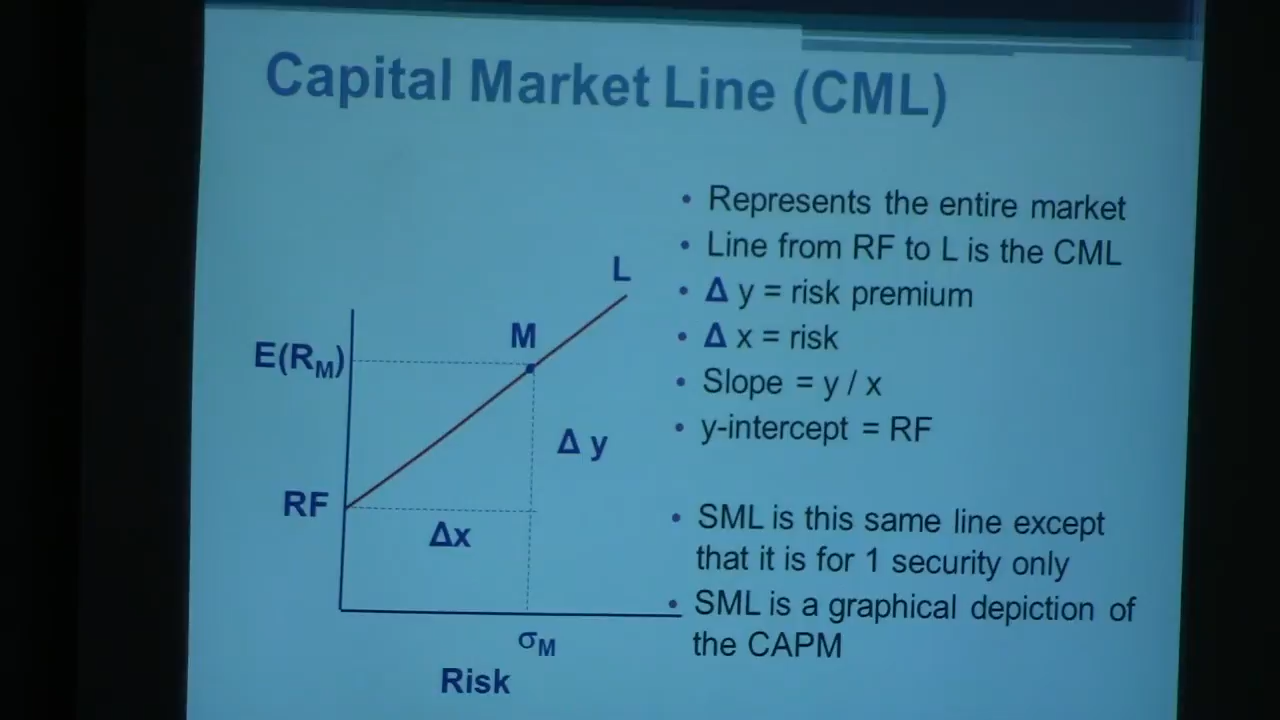 Capital Market Line (CML)
• Represents the entire market
• Line from RF to L is the CML
• Δ y = risk premium
• Δ x = risk
• Slope = y / x
• y-intercept = RF
• SML is this same line except
that it is for 1 security only
• SML is a graphical depiction of
the CAPM
L
M
E(RM)
Δ y
RF
Δx
σM
Risk